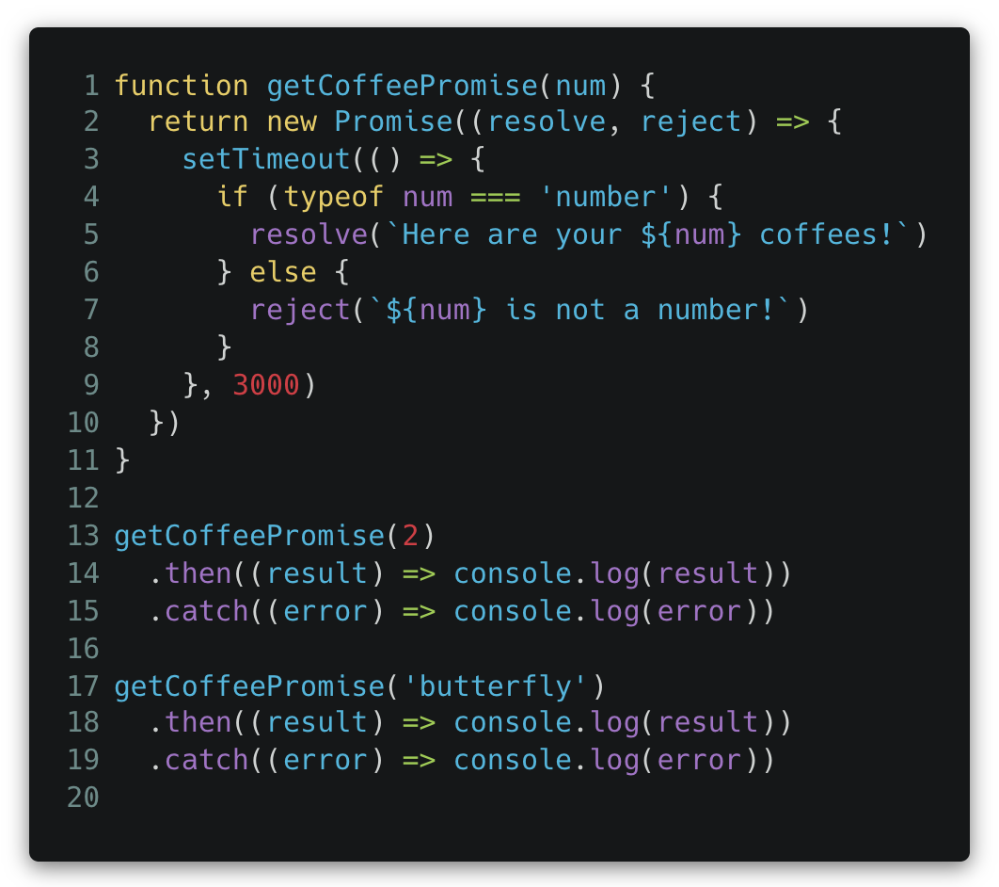 1 function getCoffeePromise(num) {
2   return new Promise((resolve, reject) => {
3     setTimeout(() => {
4       if (typeof num === 'number') {
5         resolve(`Here are your ${num} coffees!`)
6       } else {
7         reject(`${num} is not a number!`)
8       }
9     }, 3000)
10   })
11 }
12
13 getCoffeePromise(2)
14   .then((result) => console.log(result))
15   .catch((error) => console.log(error))
16
17 getCoffeePromise('butterfly')
18   .then((result) => console.log(result))
19   .catch((error) => console.log(error))
20